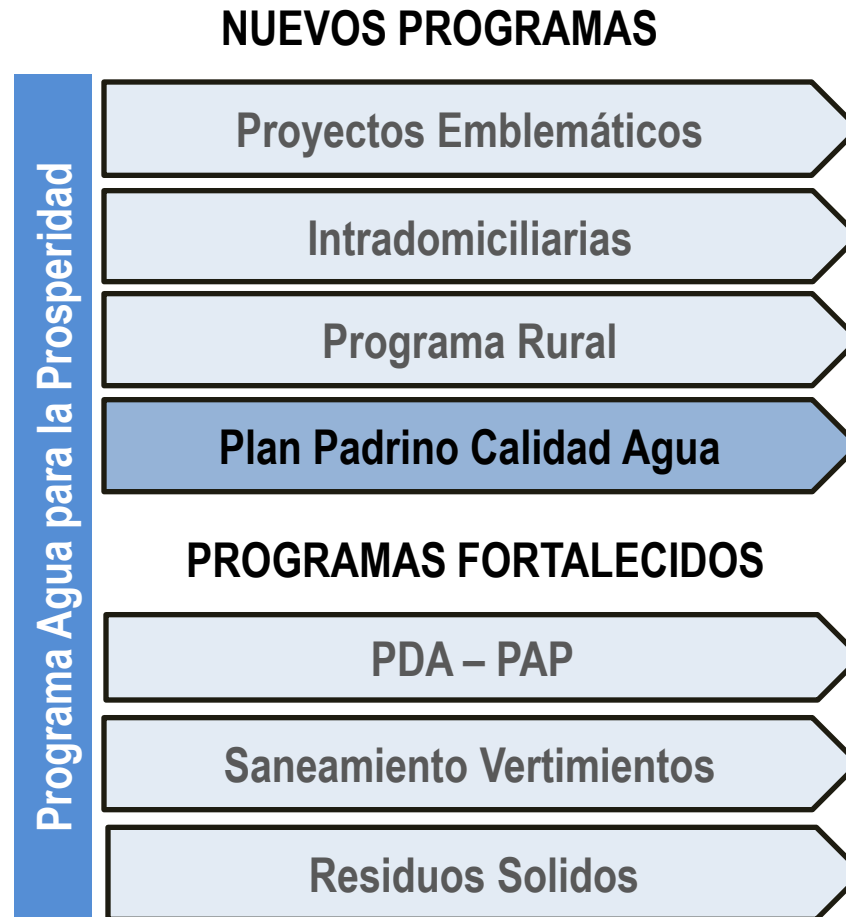 NUEVOS PROGRAMAS
Programa Agua para la Prosperidad
Proyectos Emblemáticos
Intradomiciliarias
Programa Rural
Plan Padrino Calidad Agua
PROGRAMAS FORTALECIDOS
PDA – PAP
Saneamiento Vertimientos
Residuos Solidos